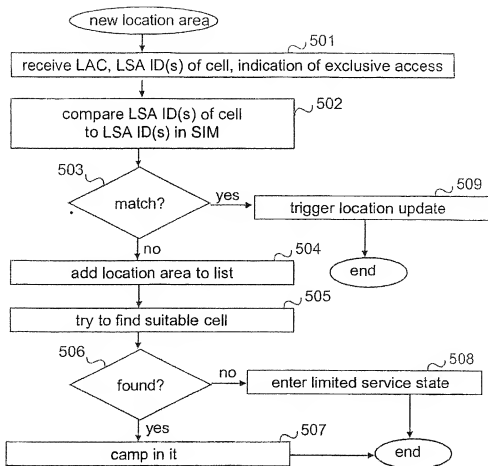 new location area
501
receive LAC, LSA ID(s) of cell, indication of exclusive access
502
compare LSA ID(s) of cell
to LSA ID(s) in SIM
503
match?
yes
509
trigger location update
end
no
504
add location area to list
505
try to find suitable cell
506
found?
no
508
enter limited service state
yes
507
camp in it
end